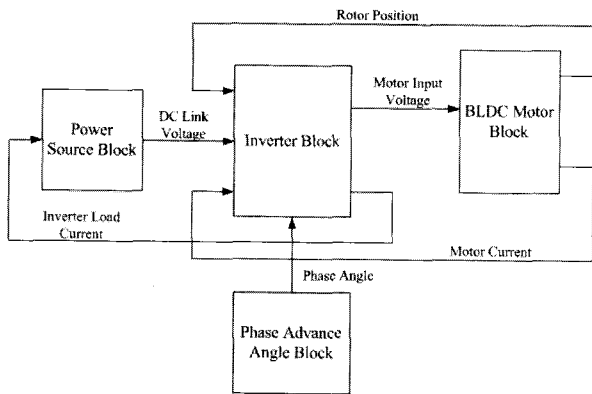 Rotor Position
Motor Input
Voltage
BLDC Motor
Block
DC Link
Voltage
Power
Source Block
Inverter Block
Inverter Load
Current
Motor Current
Phase Angle
Phase Advance
Angle Block